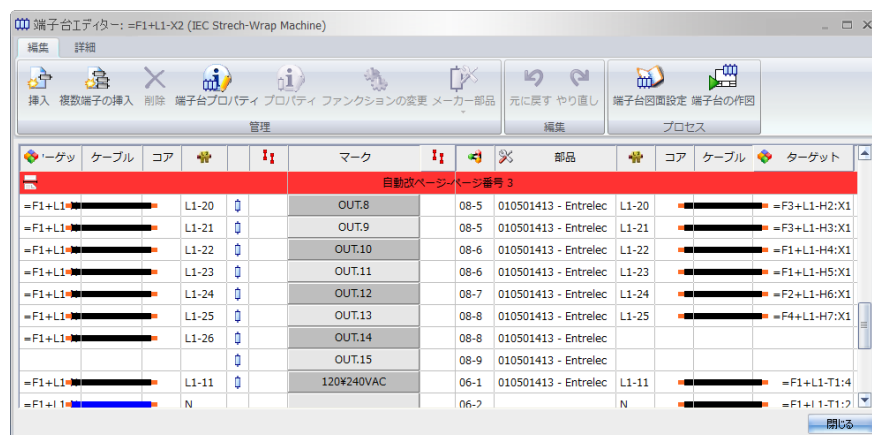 端子台エディター: =F1+L1-X2 (IEC Strech-Wrap Machine)
編集 詳細
挿入 複数端子の挿入 削除 端子台プロパティ プロパティ ファンクションの変更 メーカー部品 元に戻す やり直し 端子台図面設定 端子台の作図
管理 編集 プロセス
ーゲッ ケーブル コア マーク 部品 コア ケーブル ターゲット
自動改ページ-ページ番号 3
=F1+L1 L1-20 OUT.8 08-5 010501413 - Entrelec L1-20 =F3+L1-H2:X1
=F1+L1 L1-21 OUT.9 08-5 010501413 - Entrelec L1-21 =F3+L1-H3:X1
=F1+L1 L1-22 OUT.10 08-6 010501413 - Entrelec L1-22 =F1+L1-H4:X1
=F1+L1 L1-23 OUT.11 08-6 010501413 - Entrelec L1-23 =F1+L1-H5:X1
=F1+L1 L1-24 OUT.12 08-7 010501413 - Entrelec L1-24 =F2+L1-H6:X1
=F1+L1 L1-25 OUT.13 08-8 010501413 - Entrelec L1-25 =F4+L1-H7:X1
=F1+L1 L1-26 OUT.14 08-8 010501413 - Entrelec
OUT.15 08-9 010501413 - Entrelec
=F1+L1 L1-11 120¥240VAC 06-1 010501413 - Entrelec L1-11 =F1+L1-T1:4
=F1+L1 N 06-2 N =F1+L1-T1:2
閉じる